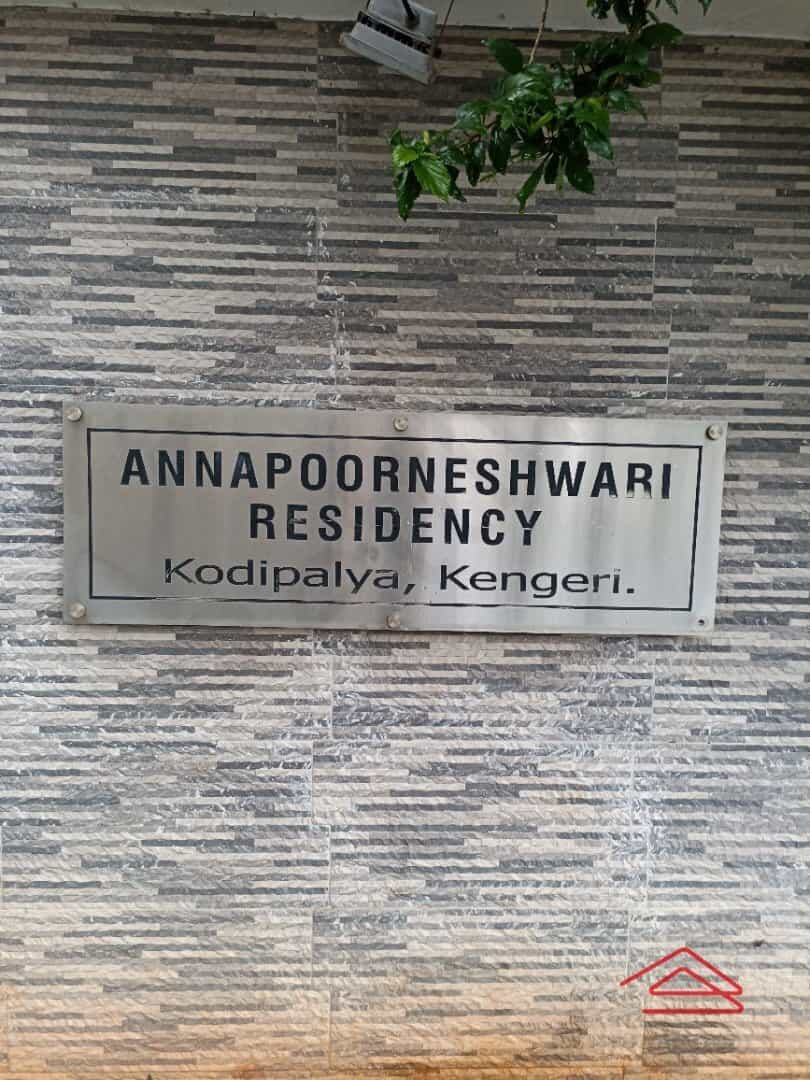 ANNAPOORNESHWARI
RESIDENCY
Kodipalya, Kengeri.